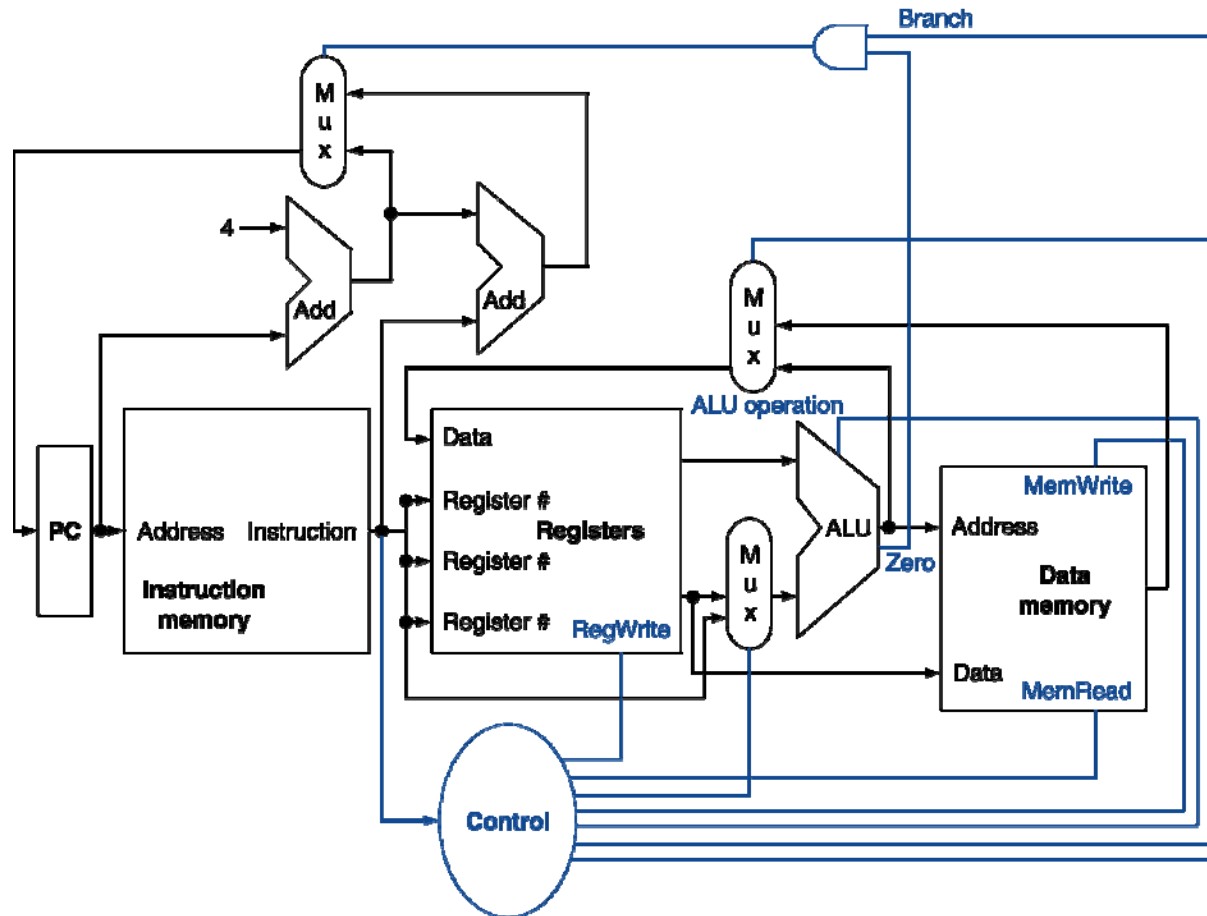 Branch
M
u
x
4
Add
Add
M
u
x
ALU operation
Data
Register #
Registers
Register #
Register #
RegWrite
PC
Address
Instruction
Instruction
memory
M
u
x
ALU
Zero
MemWrite
Address
Data
memory
Data
MemRead
Control